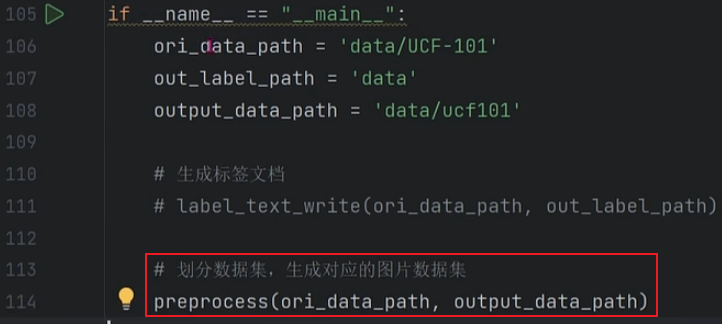 105 if __name__ == "__main__":
106 ori_data_path = 'data/UCF-101'
107 out_label_path = 'data'
108 output_data_path = 'data/ucf101'
109
110 # 生成标签文档
111 # label_text_write(ori_data_path, out_label_path)
112
113 # 划分数据集，生成对应的图片数据集
114 preprocess(ori_data_path, output_data_path)